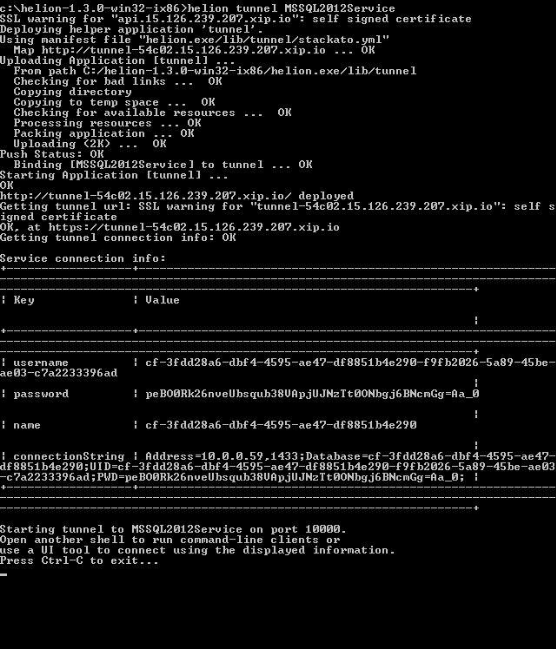 c:\helion-1.3.0-win32-ix86>helion tunnel MSSQL2012Service
SSL warning for "api.15.126.239.207.xip.io": self signed certificate
Deploying helper application 'tunnel'.
Using manifest file "helion.exe/lib/tunnel/stackato.yml"
Map http://tunnel-54c02.15.126.239.207.xip.io ... OK
Uploading Application [tunnel] ...
From path C:/helion-1.3.0-win32-ix86/helion.exe/lib/tunnel
Checking for bad links ... OK
Copying directory
Copying to temp space ... OK
Checking for available resources ... OK
Processing resources ... OK
Packing application ... OK
Uploading (2K) ... OK
Push Status: OK
Binding [MSSQL2012Service] to tunnel ... OK
Starting Application [tunnel] ...
OK
http://tunnel-54c02.15.126.239.207.xip.io/ deployed
Getting tunnel url: SSL warning for "tunnel-54c02.15.126.239.207.xip.io": self s
igned certificate
OK, at https://tunnel-54c02.15.126.239.207.xip.io
Getting tunnel connection info: OK
Service connection info:
| Key | Value
| username | cf-3fdd28a6-dbf4-4595-ae47-df8851b4e290-f9fb2026-5a89-45be-
ae03-c7a2233396ad
| password | peBO0Rk26nveUbsqub38VApjUJNzTt0ONbgj6BNcmGg=Aa_0
| name | cf-3fdd28a6-dbf4-4595-ae47-df8851b4e290
| connectionString | Address=10.0.0.59,1433;Database=cf-3fdd28a6-dbf4-4595-ae47-
df8851b4e290;UID=cf-3fdd28a6-dbf4-4595-ae47-df8851b4e290-f9fb2026-5a89-45be-ae03
-c7a2233396ad;PWD=peBO0Rk26nveUbsqub38VApjUJNzTt0ONbgj6BNcmGg=Aa_0; |
Starting tunnel to MSSQL2012Service on port 10000.
Open another shell to run command-line clients or
use a UI tool to connect using the displayed information.
Press Ctrl-C to exit...